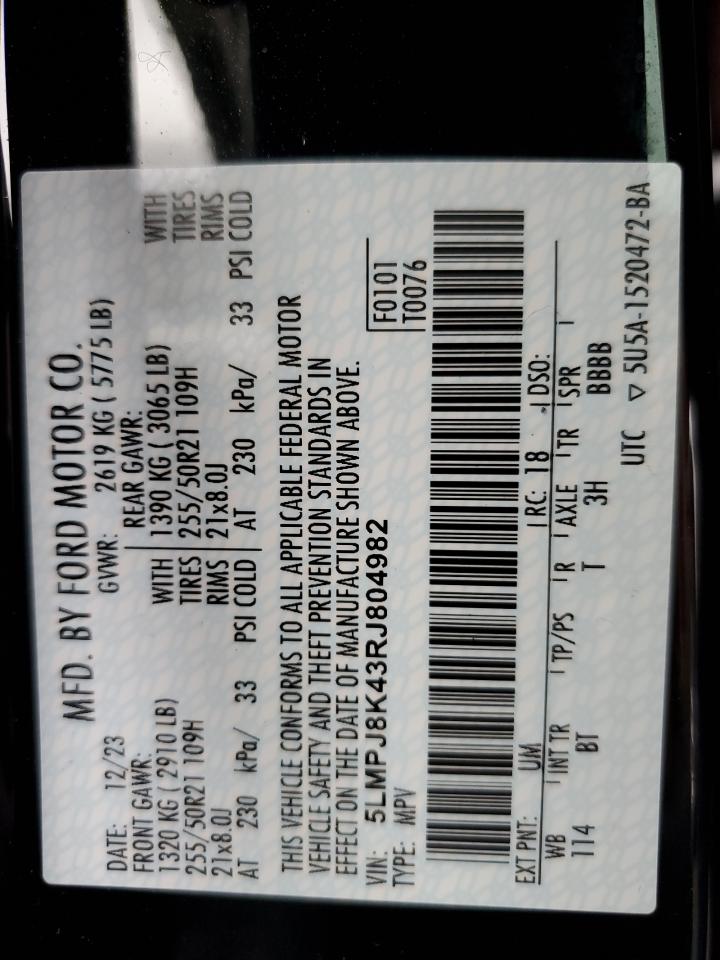 MFD. BY FORD MOTOR CO.
DATE: 12/23 GVWR: 2619 KG ( 5775 LB)
FRONT GAWR: REAR GAWR:
1320 KG ( 2910 LB) WITH 1390 KG ( 3065 LB) WITH
255/50R21 109H TIRES 255/50R21 109H TIRES
21x8.0J RIMS 21x8.0J RIMS
AT 230 kPa/ 33 PSI COLD AT 230 kPa/ 33 PSI COLD
THIS VEHICLE CONFORMS TO ALL APPLICABLE FEDERAL MOTOR
VEHICLE SAFETY AND THEFT PREVENTION STANDARDS IN
EFFECT ON THE DATE OF MANUFACTURE SHOWN ABOVE.
VIN: 5LMPJ8K43RJ804982 F0101
TYPE: MPV T0076
EXT PNT: UM RC: 18 DSO:
WB INT TR TP/PS R AXLE TR SPR
114 BT T 3H BBBB
UTC ▽ 5U5A-1520472-BA